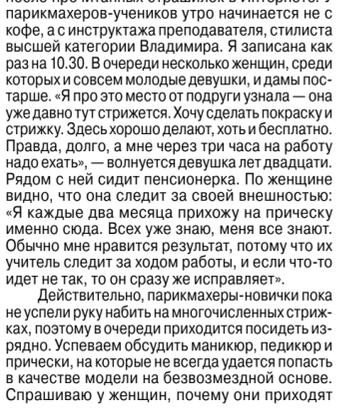 парикмахеров-учеников утро начинается не с
кофе, а с инструктажа преподавателя, стилиста
высшей категории Владимира. Я записана как
раз на 10.30. В очереди несколько женщин, среди
которых и совсем молодые девушки, и дамы пос-
тарше. «Я про это место от подруги узнала — она
уже давно тут стрижется. Хочу сделать покраску и
стрижку. Здесь хорошо делают, хоть и бесплатно.
Правда, долго, а мне через три часа на работу
надо ехать», — волнуется девушка лет двадцати.
Рядом с ней сидит пенсионерка. По женщине
видно, что она следит за своей внешностью:
«Я каждые два месяца прихожу на прическу
именно сюда. Всех уже знаю, меня все знают.
Обычно мне нравится результат, потому что их
учитель следит за ходом работы, и если что-то
идет не так, то он сразу же исправляет».
Действительно, парикмахеры-новички пока
не успели руку набить на многочисленных стриж-
ках, поэтому в очереди приходится посидеть из-
рядно. Успеваем обсудить маникюр, педикюр и
прически, на которые не всегда удается попасть
в качестве модели на безвозмездной основе.
Спрашиваю у женщин, почему они приходят